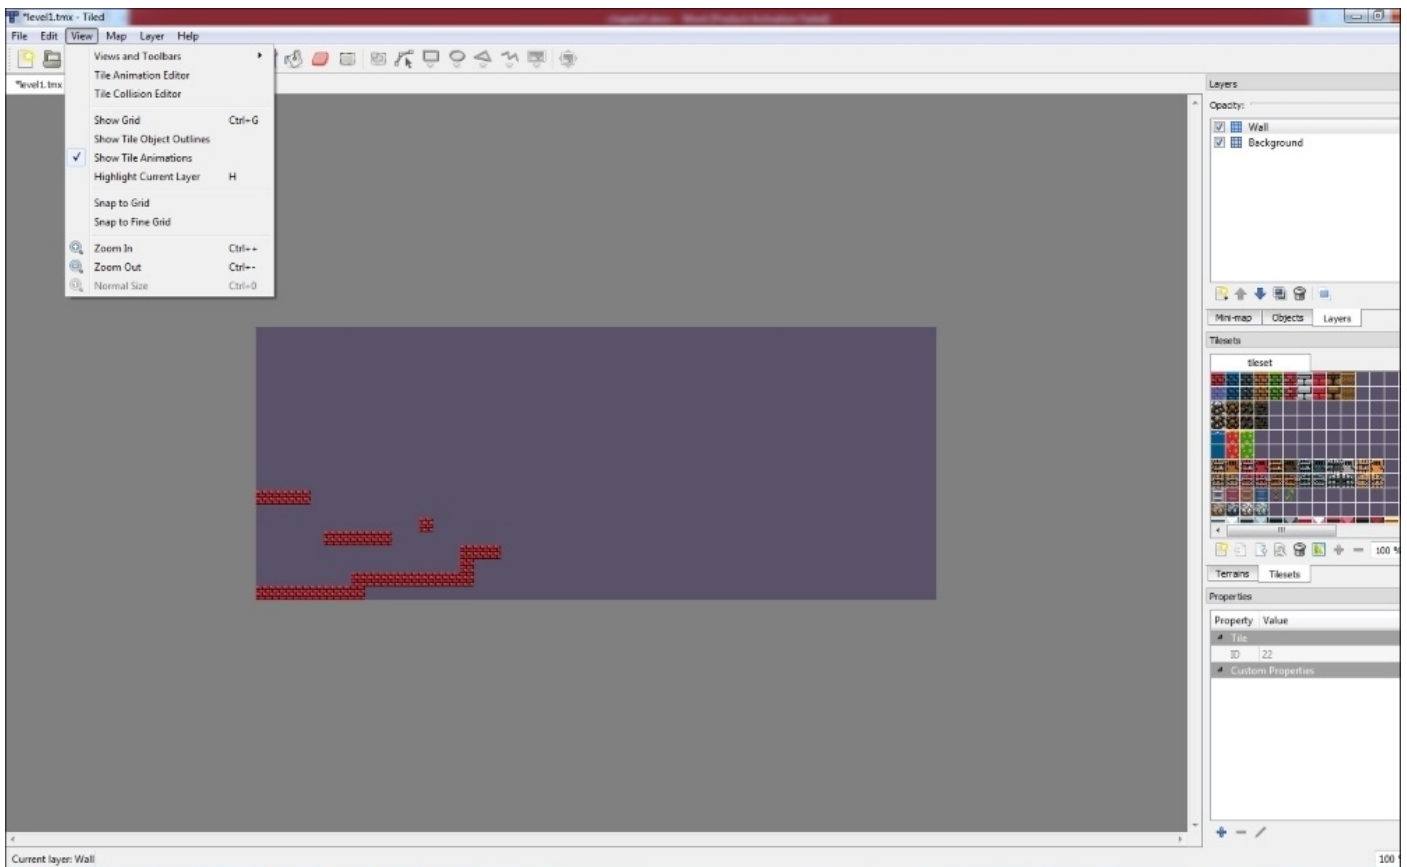 *level1.tmx - Tiled
File Edit View Map Layer Help
*level1.tmx
Views and Toolbars
Tile Animation Editor
Tile Collision Editor
Show Grid Ctrl+G
Show Tile Object Outlines
Show Tile Animations
Highlight Current Layer H
Snap to Grid
Snap to Fine Grid
Zoom In Ctrl++
Zoom Out Ctrl+-
Normal Size Ctrl+0
Layers
Opacity:
Wall
Background
Mini-map Objects Layers
Tilesets
tileset
100 %
Terrains Tilesets
Properties
Property Value
Tile
ID 22
Custom Properties
Current layer: Wall
100